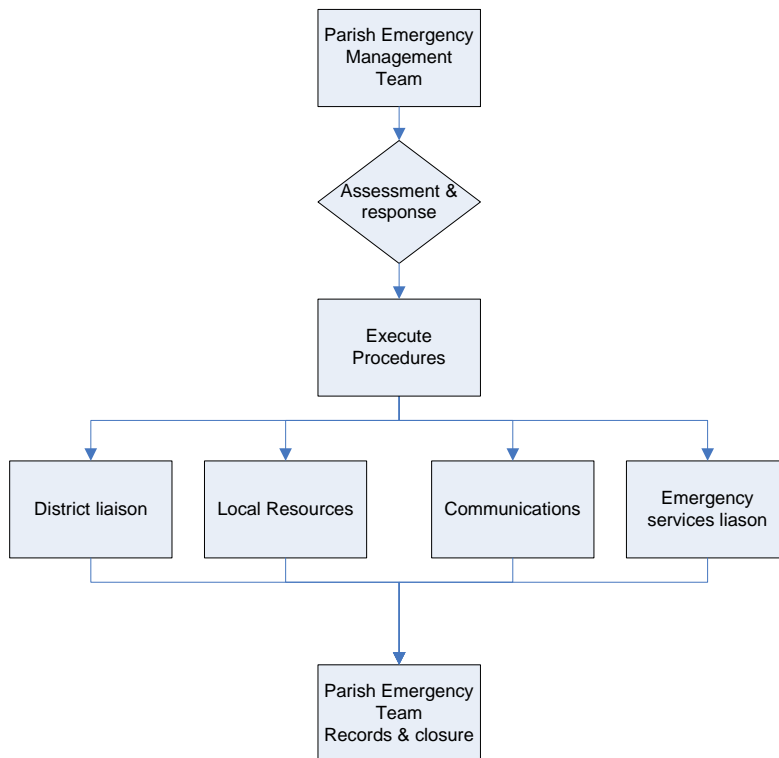 Parish Emergency
Management
Team
Assessment &
response
Execute
Procedures
District liaison
Local Resources
Communications
Emergency
services liason
Parish Emergency
Team
Records & closure